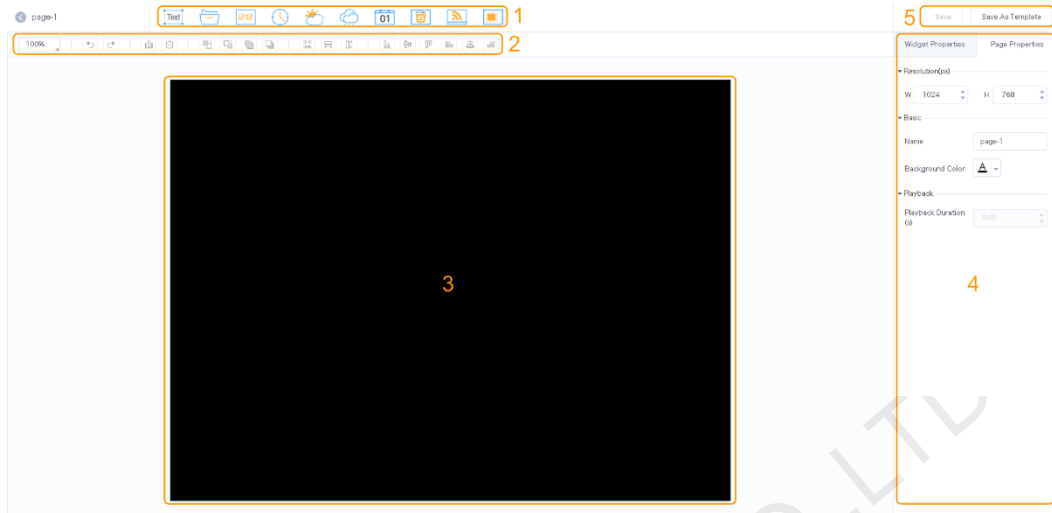 page-1
Text
12:12
01
1
5
Save
Save As Template
100%
2
Widget Properties
Page Properties
Resolution(px)
W
1024
H
768
Basic
Name
page-1
Background Color
A
Playback
Playback Duration
(s)
0.00
3
4
LTD